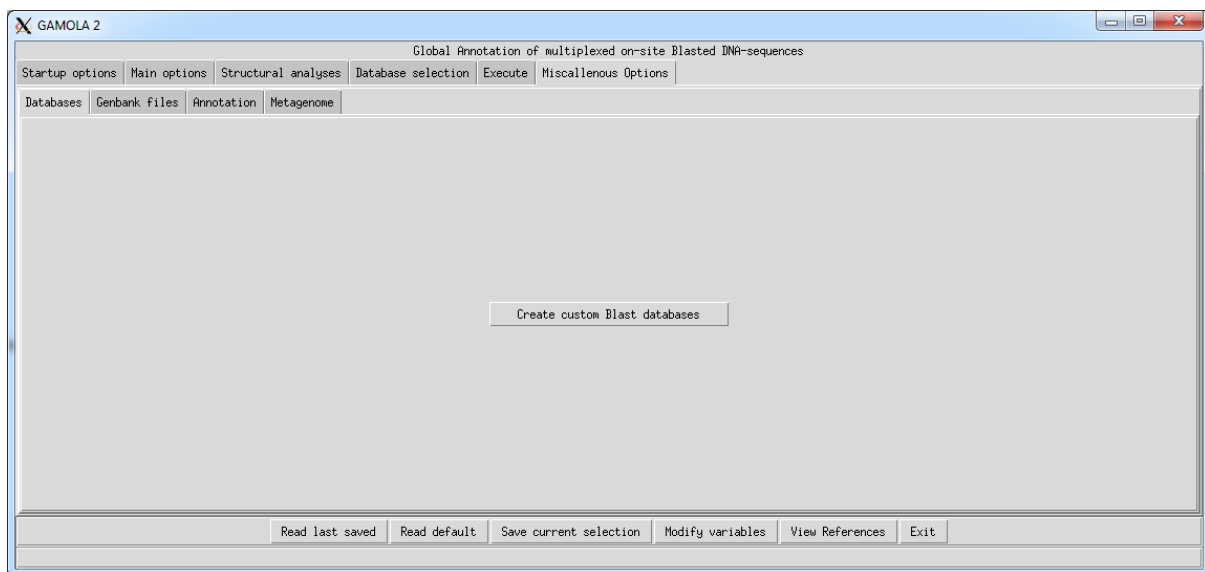 GAMOLA 2
Global Annotation of multiplexed on-site Blasted DNA-sequences
Startup options Main options Structural analyses Database selection Execute Miscallenous Options
Databases Genbank files Annotation Metagenome
Create custom Blast databases
Read last saved Read default Save current selection Modify variables View References Exit